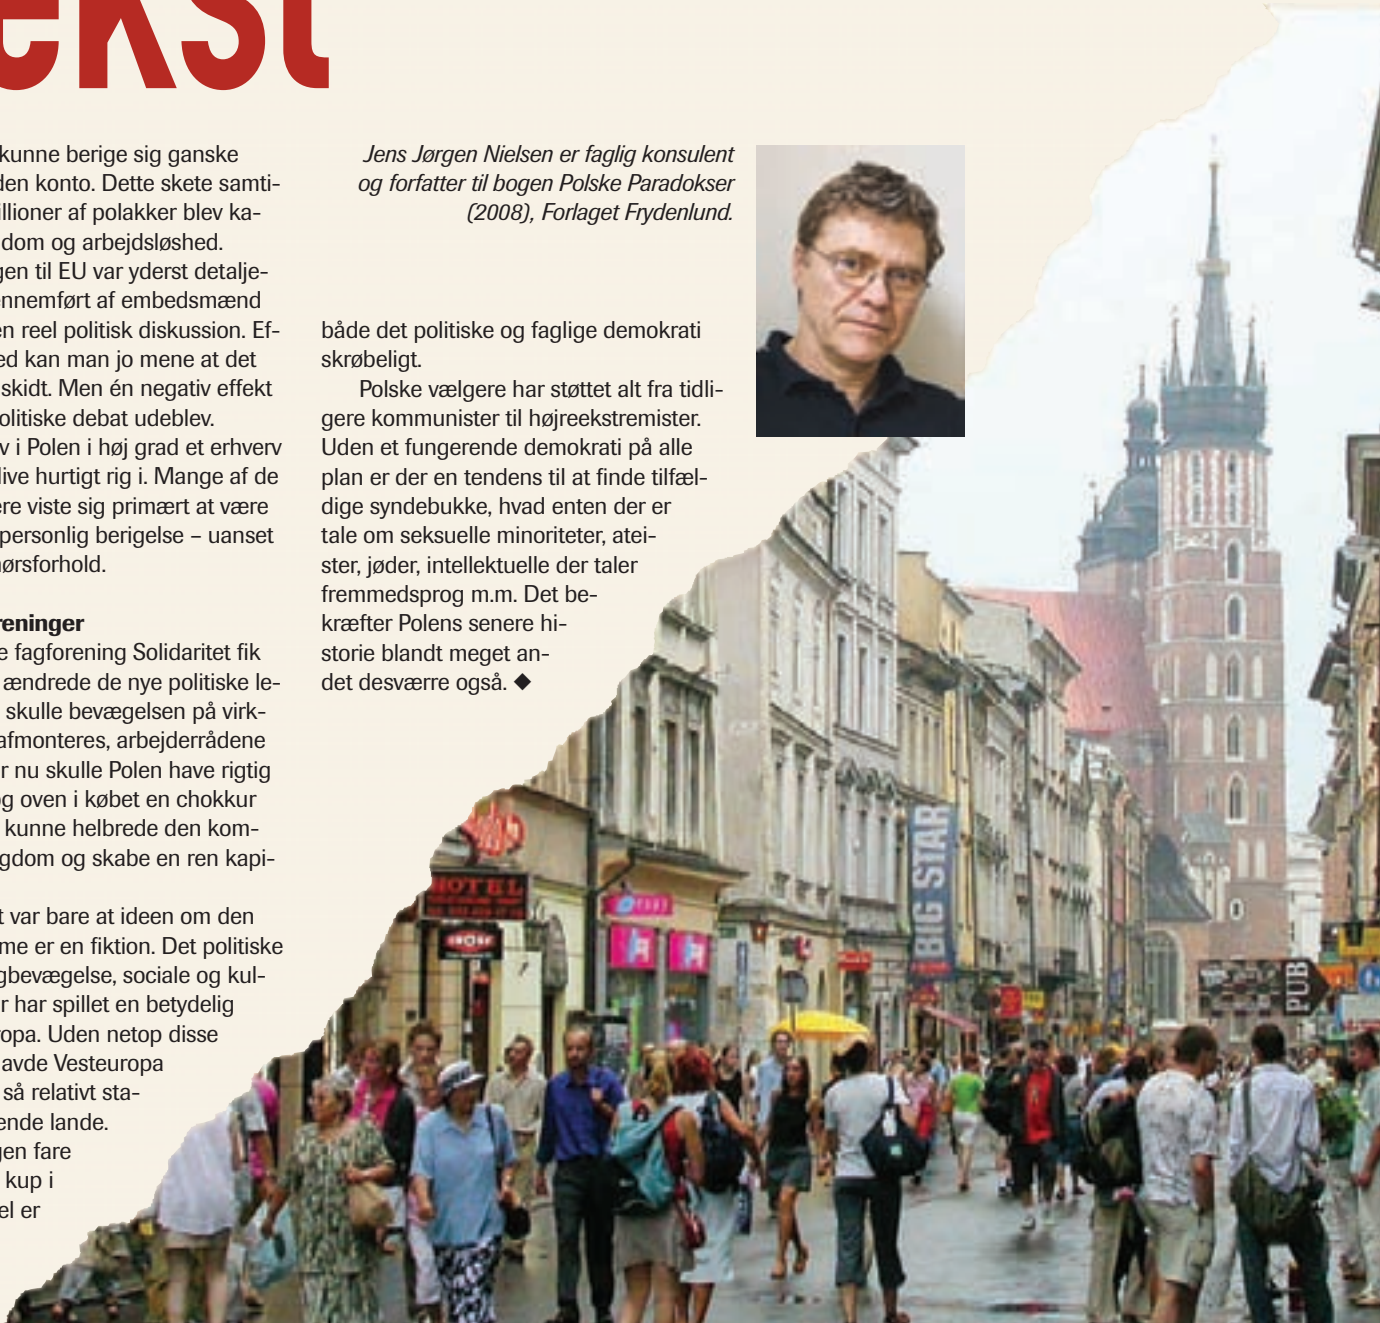 ekst
kunne berige sig ganske
den konto. Dette skete samti-
illioner af polakker blev ka-
dom og arbejdsløshed.
gen til EU var yderst detalje-
ennemført af embedsmænd
en reel politisk diskussion. Ef-
ed kan man jo mene at det
skidt. Men én negativ effekt
olitiske debat udeblev.
v i Polen i høj grad et erhverv
live hurtigt rig i. Mange af de
ere viste sig primært at være
personlig berigelse – uanset
hørsforhold.
reninger
e fagforening Solidaritet fik
ændrede de nye politiske le-
skulle bevægelsen på virk-
afmonteres, arbejderrådene
r nu skulle Polen have rigtig
og oven i købet en chokkur
kunne helbrede den kom-
gdom og skabe en ren kapi-
t var bare at ideen om den
me er en fiktion. Det politiske
gbevægelse, sociale og kul-
r har spillet en betydelig
ropa. Uden netop disse
avde Vesteuropa
så relativt sta-
ende lande.
gen fare
kup i
el er
både det politiske og faglige demokrati
skrøbeligt.
Polske vælgere har støttet alt fra tidli-
gere kommunister til højreekstremister.
Uden et fungerende demokrati på alle
plan er der en tendens til at finde tilfæl-
dige syndebukke, hvad enten der er
tale om seksuelle minoriteter, atei-
ster, jøder, intellektuelle der taler
fremmedsprog m.m. Det be-
kræfter Polens senere hi-
storie blandt meget an-
det desværre også. ◆
Jens Jørgen Nielsen er faglig konsulent
og forfatter til bogen Polske Paradokser
(2008), Forlaget Frydenlund.
HOTEL
BIG STAR
PUB